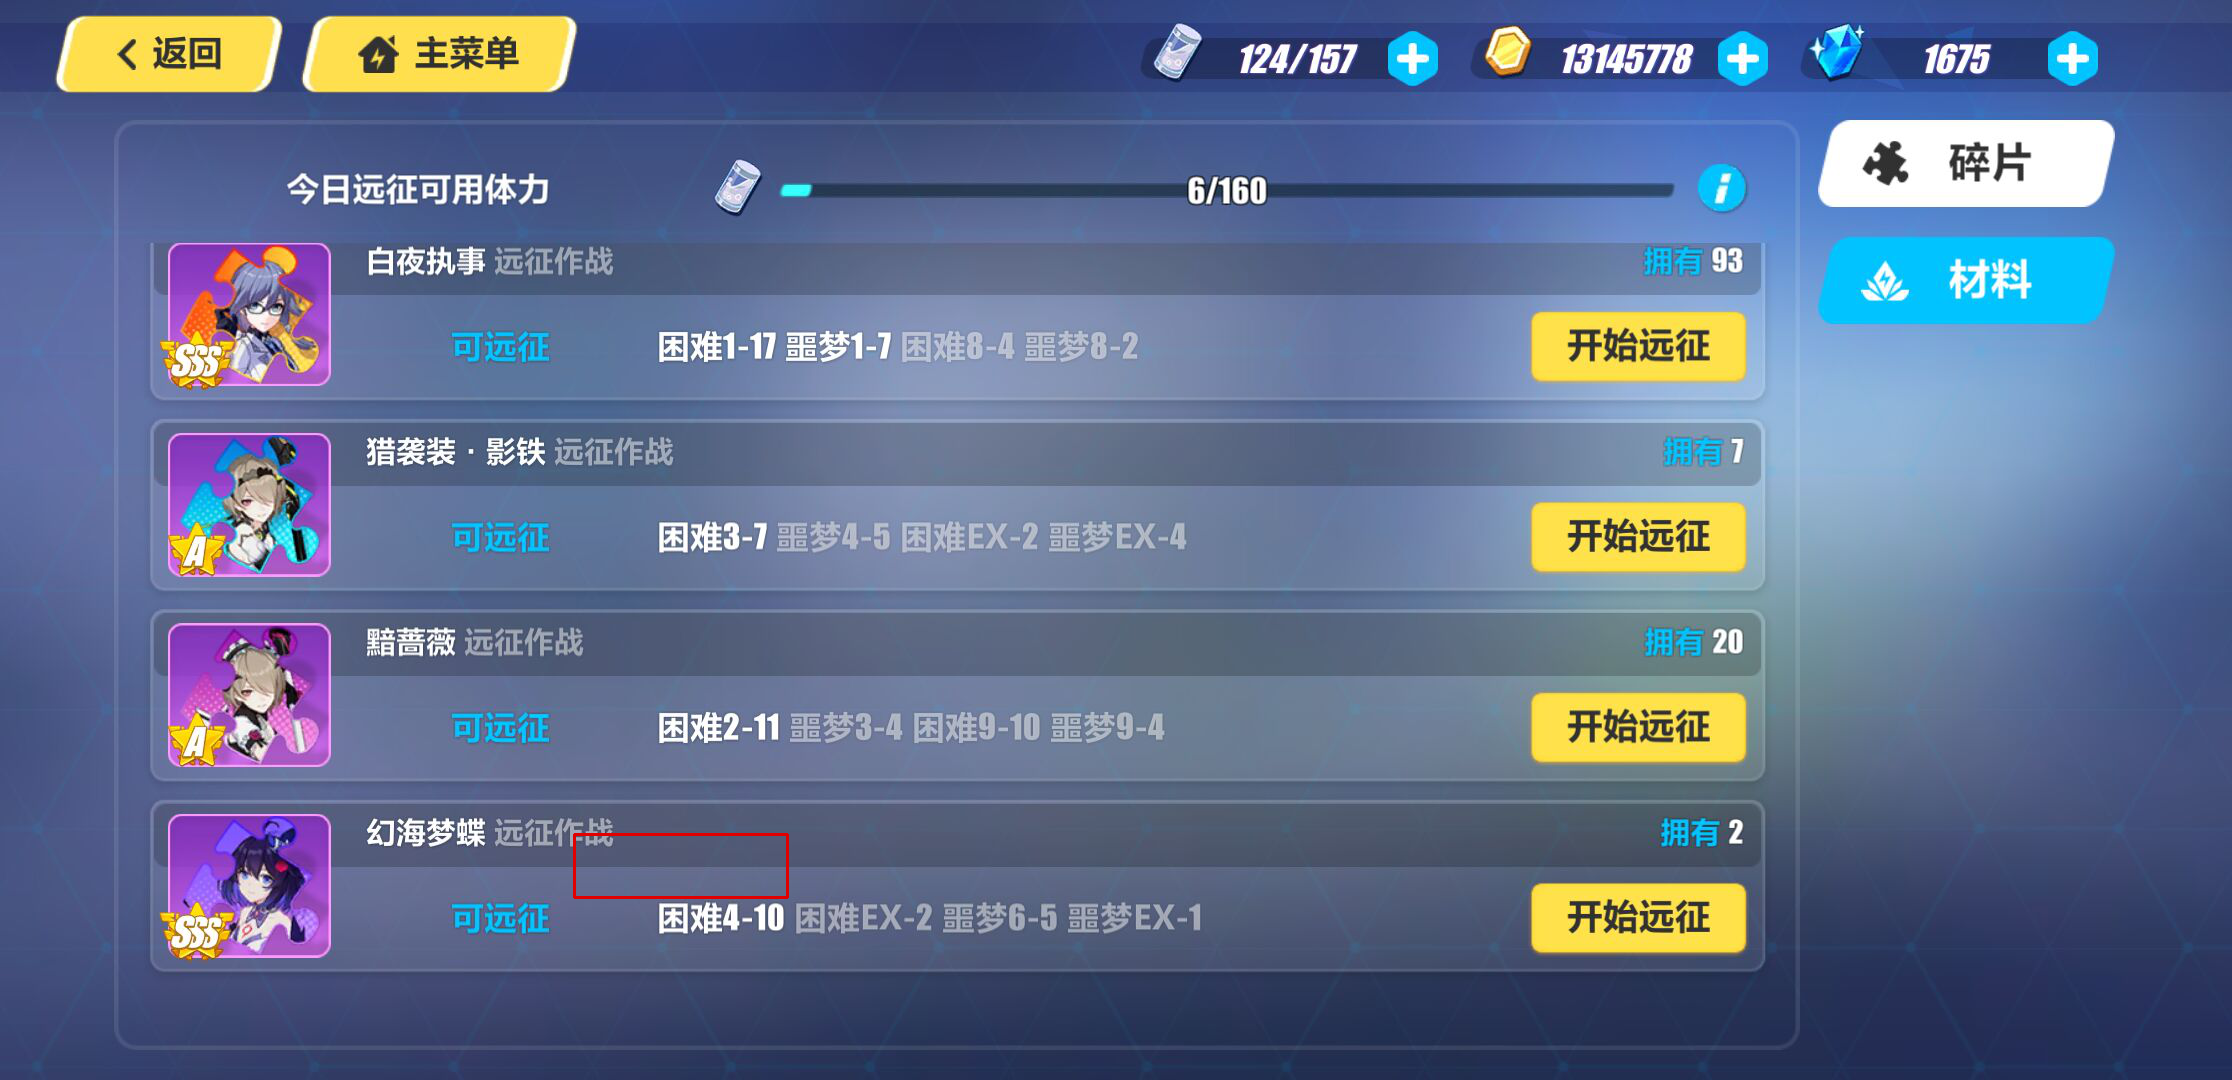 返回 主菜单 124/157 13145778 1675
今日远征可用体力 6/160
碎片
材料
白夜执事 远征作战 拥有 93
SSS 可远征 困难1-17 噩梦1-7 困难8-4 噩梦8-2 开始远征
猎袭装·影铁 远征作战 拥有 7
A 可远征 困难3-7 噩梦4-5 困难EX-2 噩梦EX-4 开始远征
黯蔷薇 远征作战 拥有 20
A 可远征 困难2-11 噩梦3-4 困难9-10 噩梦9-4 开始远征
幻海梦蝶 远征作战 拥有 2
SSS 可远征 困难4-10 困难EX-2 噩梦6-5 噩梦EX-1 开始远征